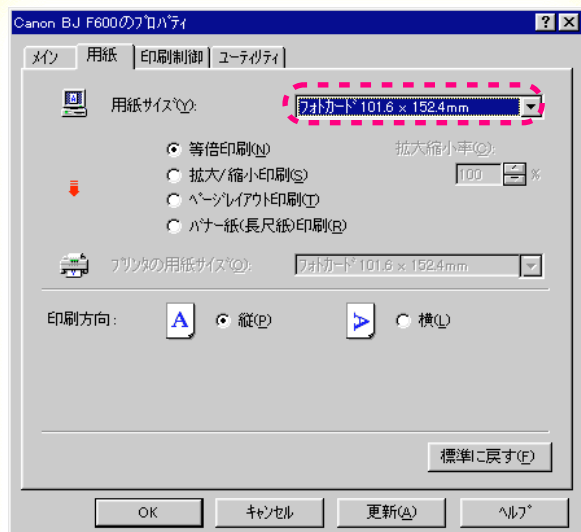 Canon BJ F600のﾌﾟﾛﾊﾟﾃｨ
ﾒｲﾝ 用紙 印刷制御 ﾕｰﾃｨﾘﾃｨ
用紙ｻｲｽﾞ(Y): ﾌｫﾄｶｰﾄﾞ 101.6 x 152.4mm
等倍印刷(N) 拡大縮小率(C):
拡大/縮小印刷(S) 100 %
ﾍﾟｰｼﾞﾚｲｱｳﾄ印刷(T)
ﾊﾞﾅｰ紙(長尺紙)印刷(R)
ﾌﾟﾘﾝﾀの用紙ｻｲｽﾞ(O): ﾌｫﾄｶｰﾄﾞ 101.6 x 152.4mm
印刷方向: A 縦(P) A 横(L)
標準に戻す(F)
OK ｷｬﾝｾﾙ 更新(A) ﾍﾙﾌﾟ